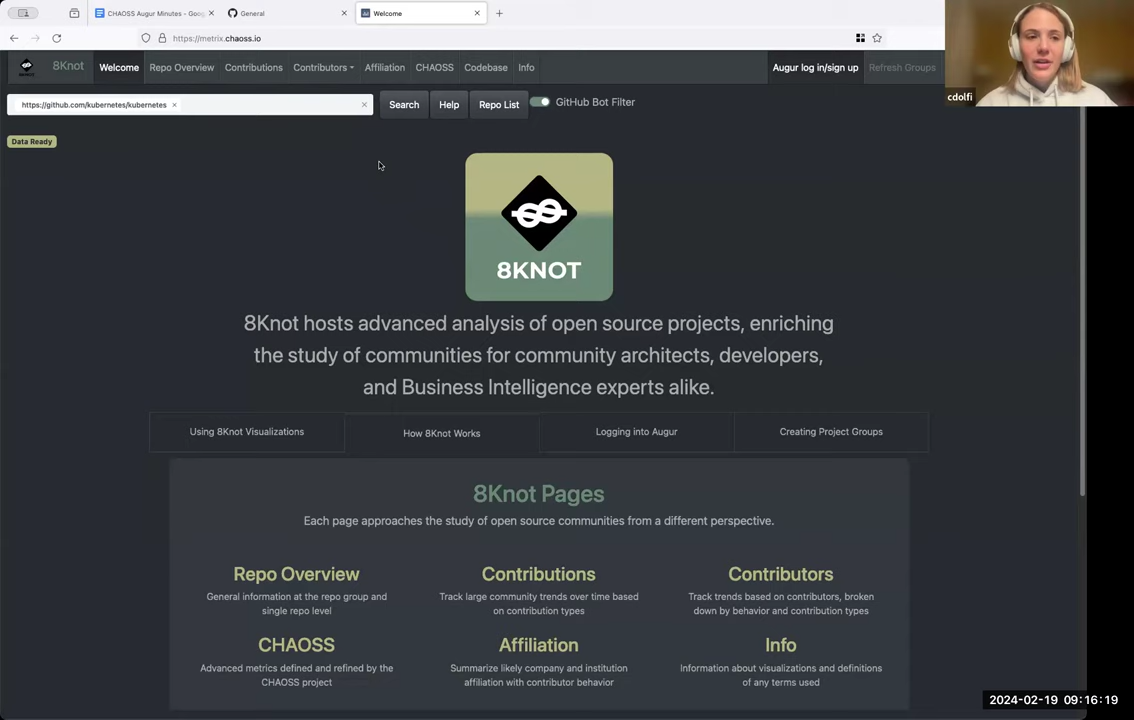 CHAOSS Augur Minutes - Goog
General
Welcome
https://metrix.chaoss.io
8Knot
Welcome
Repo Overview
Contributions
Contributors
Affiliation
CHAOSS
Codebase
Info
Augur log in/sign up
Refresh Groups
cdolfi
https://github.com/kubernetes/kubernetes
Search
Help
Repo List
GitHub Bot Filter
Data Ready
8KNOT
8Knot hosts advanced analysis of open source projects, enriching
the study of communities for community architects, developers,
and Business Intelligence experts alike.
Using 8Knot Visualizations
How 8Knot Works
Logging into Augur
Creating Project Groups
8Knot Pages
Each page approaches the study of open source communities from a different perspective.
Repo Overview
General information at the repo group and
single repo level
Contributions
Track large community trends over time based
on contribution types
Contributors
Track trends based on contributors, broken
down by behavior and contribution types
CHAOSS
Advanced metrics defined and refined by the
CHAOSS project
Affiliation
Summarize likely company and institution
affiliation with contributor behavior
Info
Information about visualizations and definitions
of any terms used
2024-02-19 09:16:19